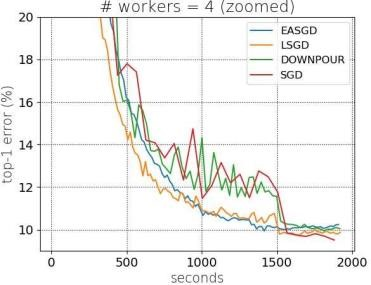 # workers = 4 (zoomed)
20
18
16
14
12
10
top-1 error (%)
EASGD
LSGD
DOWNPOUR
SGD
0 500 1000 1500 2000
seconds